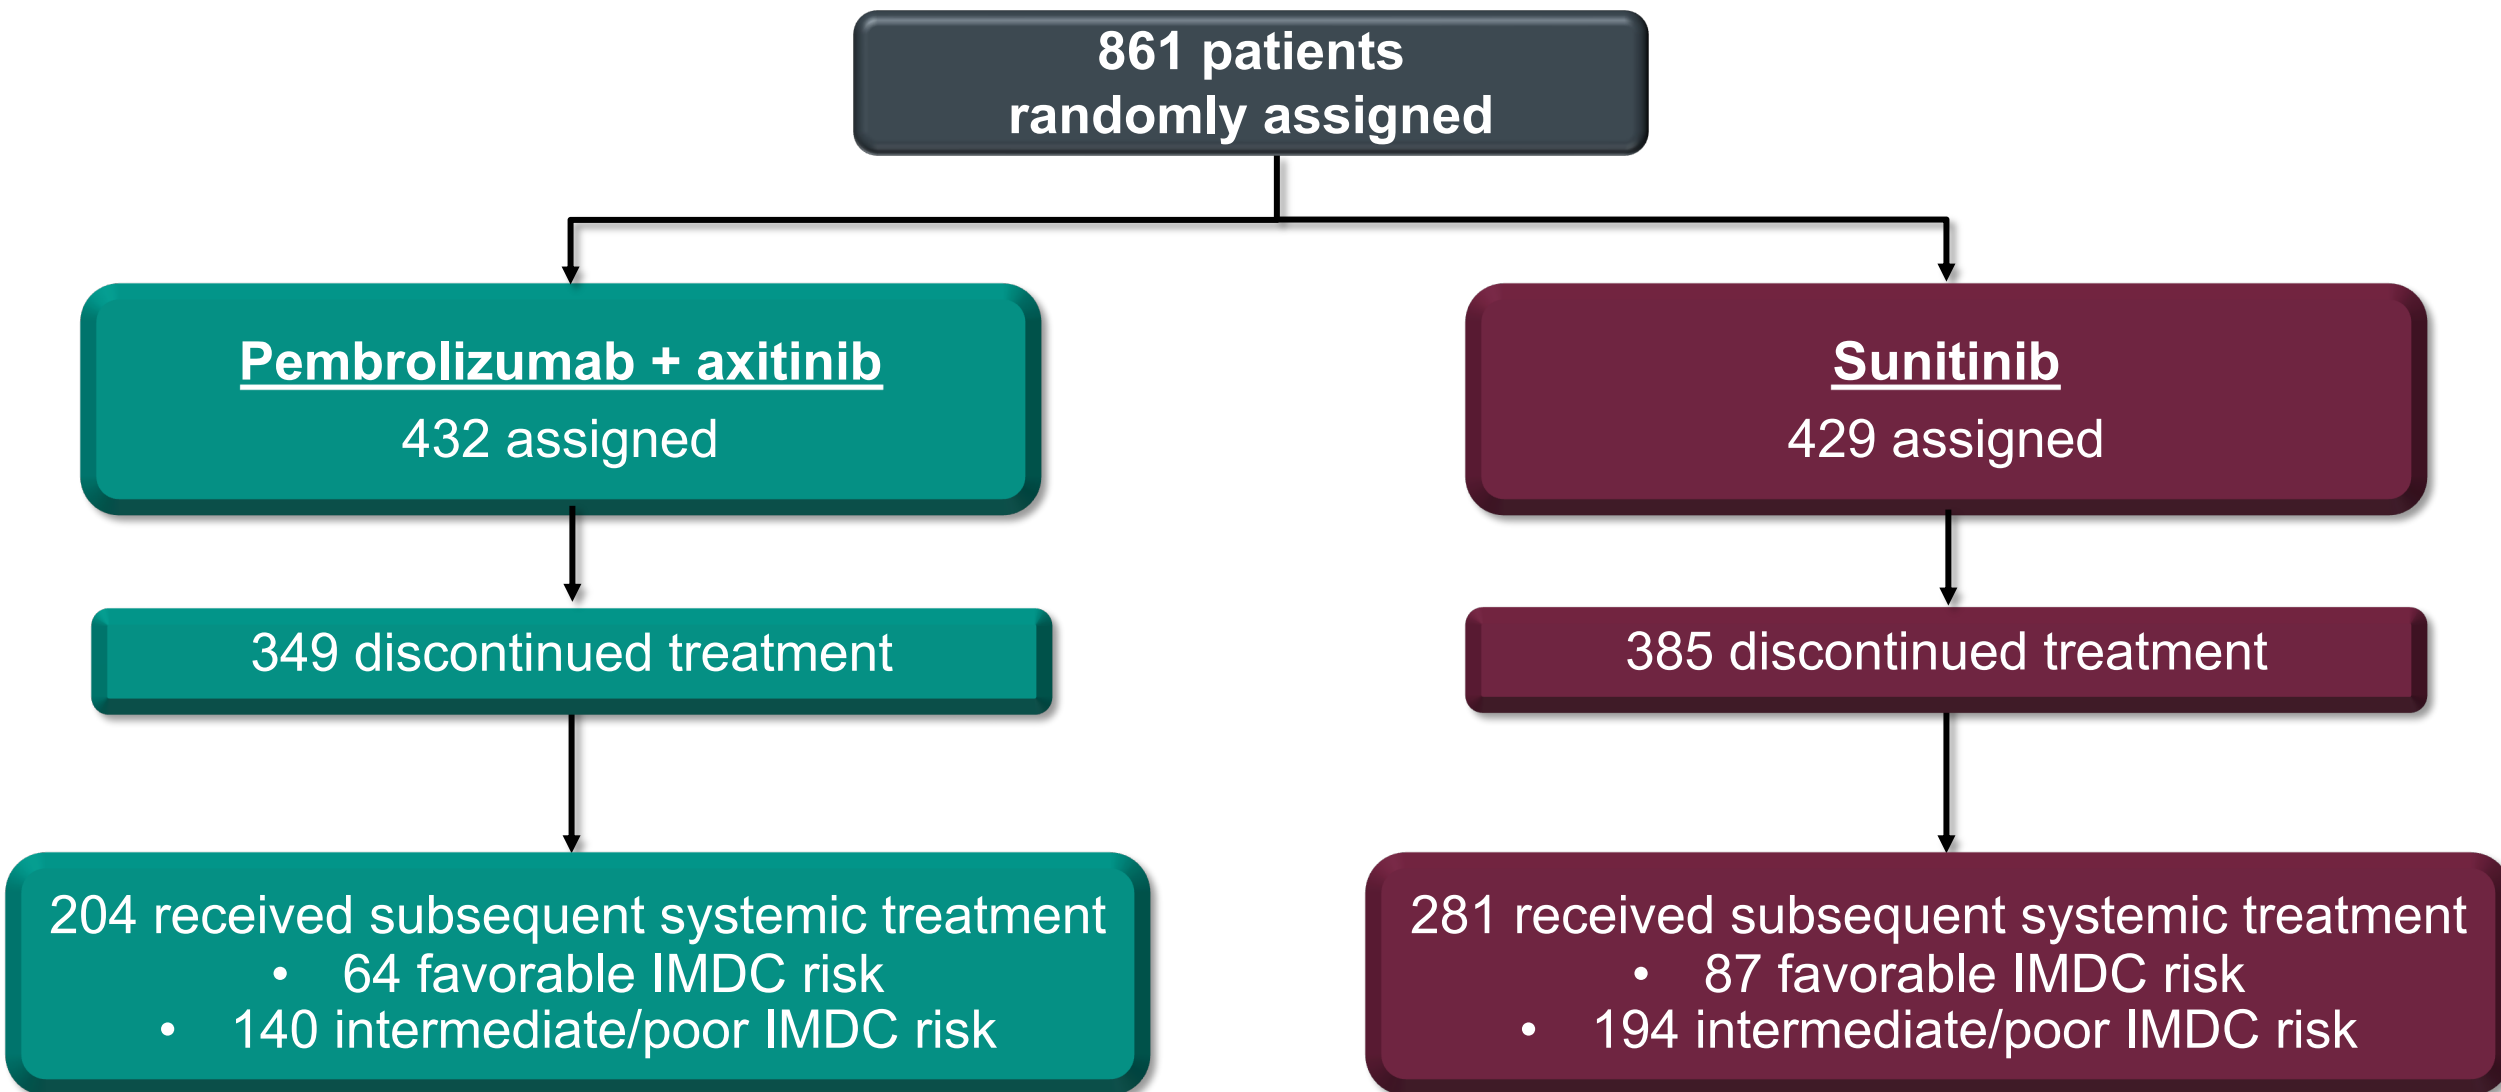 861 patients
randomly assigned
Pembrolizumab + axitinib
432 assigned
Sunitinib
429 assigned
349 discontinued treatment
385 discontinued treatment
204 received subsequent systemic treatment
• 64 favorable IMDC risk
• 140 intermediate/poor IMDC risk
281 received subsequent systemic treatment
• 87 favorable IMDC risk
• 194 intermediate/poor IMDC risk